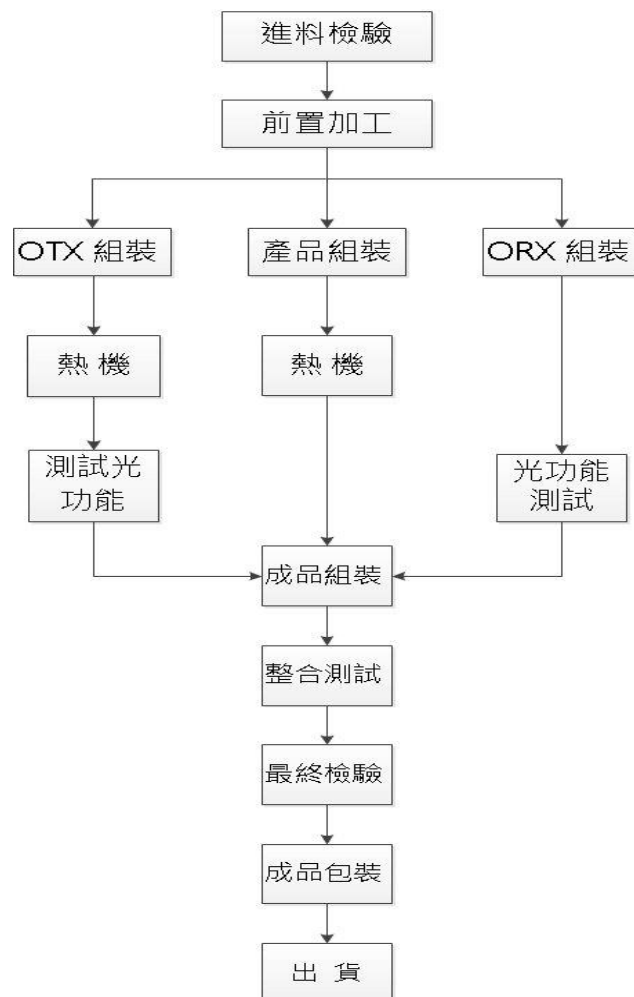 進料檢驗
前置加工
OTX 組裝
產品組裝
ORX 組裝
熱 機
熱 機
測試光
功能
光功能
測試
成品組裝
整合測試
最終檢驗
成品包裝
出 貨